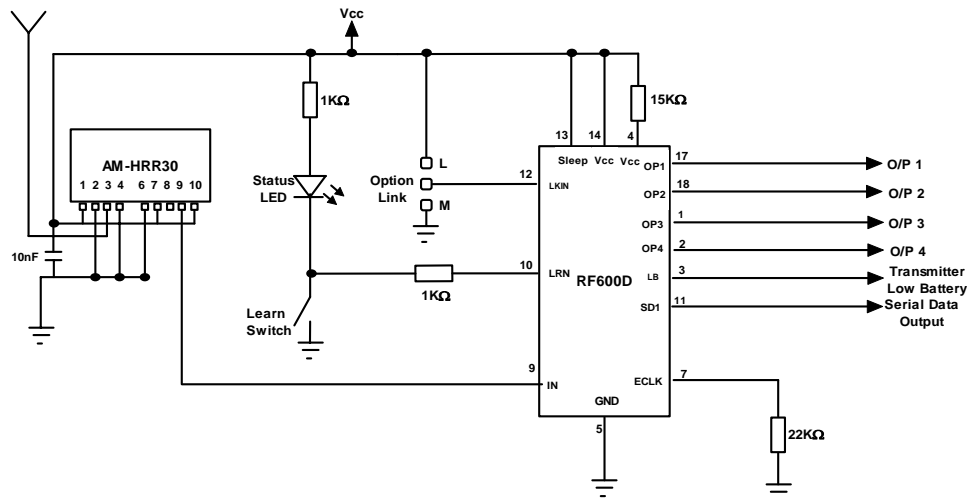 Vcc
1KΩ
15KΩ
AM-HRR30
1 2 3 4 6 7 8 9 10
10nF
Status
LED
Option
Link
L
M
Learn
Switch
1KΩ
13
14
4
Sleep
Vcc
Vcc
12
LKIN
10
LRN
9
IN
RF600D
GND
5
OP1
17
O/P 1
OP2
18
O/P 2
OP3
1
O/P 3
OP4
2
O/P 4
LB
3
Transmitter
Low Battery
SD1
11
Serial Data
Output
ECLK
7
22KΩ